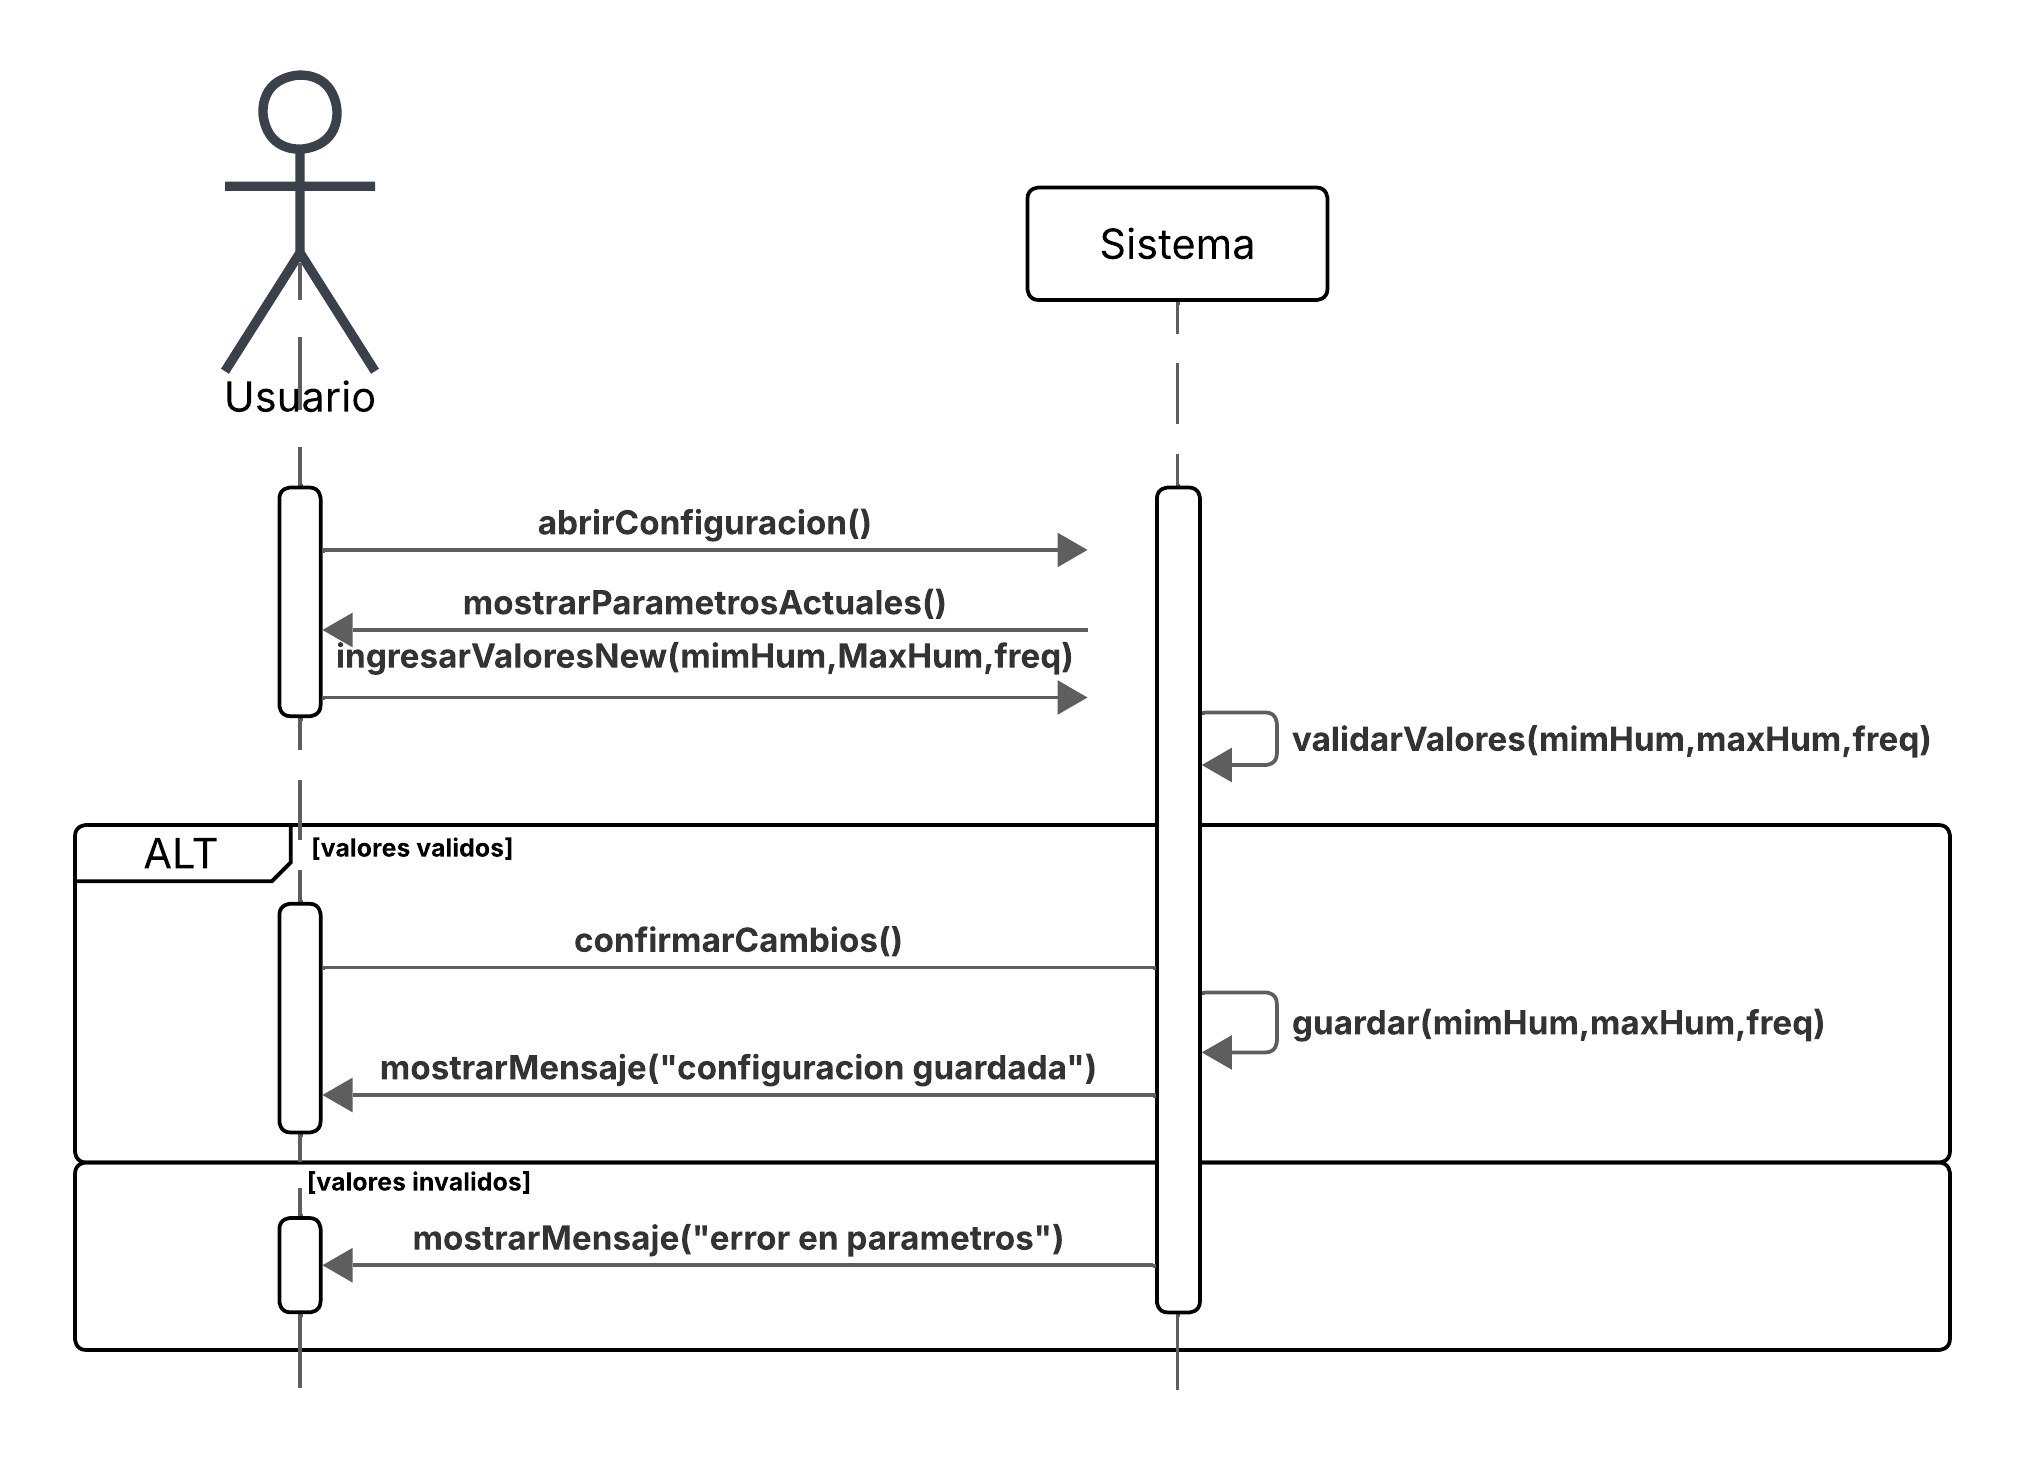 Sistema
Usuario
abrirConfiguracion()
mostrarParametrosActuales()
ingresarValoresNew(mimHum,MaxHum,freq)
validarValores(mimHum,maxHum,freq)
ALT
[valores validos]
confirmarCambios()
guardar(mimHum,maxHum,freq)
mostrarMensaje("configuracion guardada")
[valores invalidos]
mostrarMensaje("error en parametros")